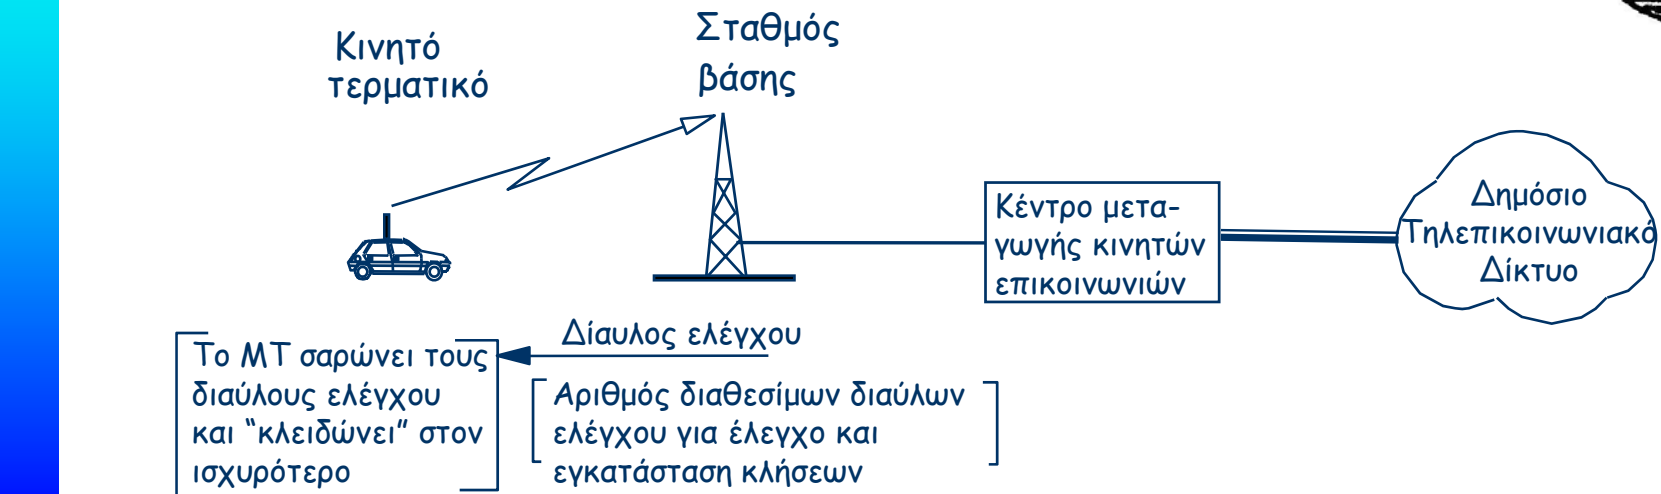 Κινητό
τερματικό
Σταθμός
βάσης
Κέντρο μετα-
γωγής κινητών
επικοινωνιών
Δημόσιο
Τηλεπικοινωνιακό
Δίκτυο
Δίαυλος ελέγχου
Το ΜΤ σαρώνει τους
διαύλους ελέγχου
και “κλειδώνει” στον
ισχυρότερο
Αριθμός διαθεσίμων διαύλων
ελέγχου για έλεγχο και
εγκατάσταση κλήσεων